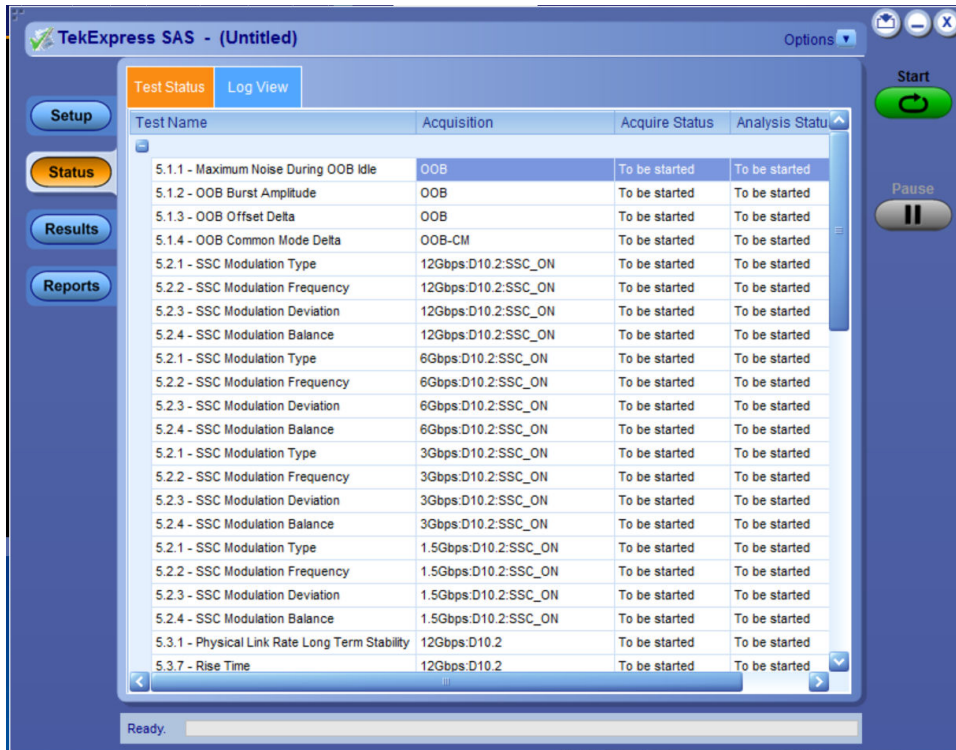 TekExpress SAS - (Untitled)
Options
X
Start
Pause
Setup
Status
Results
Reports
Test Status Log View
Test Name Acquisition Acquire Status Analysis Statu
5.1.1 - Maximum Noise During OOB Idle OOB To be started To be started
5.1.2 - OOB Burst Amplitude OOB To be started To be started
5.1.3 - OOB Offset Delta OOB To be started To be started
5.1.4 - OOB Common Mode Delta OOB-CM To be started To be started
5.2.1 - SSC Modulation Type 12Gbps:D10.2:SSC_ON To be started To be started
5.2.2 - SSC Modulation Frequency 12Gbps:D10.2:SSC_ON To be started To be started
5.2.3 - SSC Modulation Deviation 12Gbps:D10.2:SSC_ON To be started To be started
5.2.4 - SSC Modulation Balance 12Gbps:D10.2:SSC_ON To be started To be started
5.2.1 - SSC Modulation Type 6Gbps:D10.2:SSC_ON To be started To be started
5.2.2 - SSC Modulation Frequency 6Gbps:D10.2:SSC_ON To be started To be started
5.2.3 - SSC Modulation Deviation 6Gbps:D10.2:SSC_ON To be started To be started
5.2.4 - SSC Modulation Balance 6Gbps:D10.2:SSC_ON To be started To be started
5.2.1 - SSC Modulation Type 3Gbps:D10.2:SSC_ON To be started To be started
5.2.2 - SSC Modulation Frequency 3Gbps:D10.2:SSC_ON To be started To be started
5.2.3 - SSC Modulation Deviation 3Gbps:D10.2:SSC_ON To be started To be started
5.2.4 - SSC Modulation Balance 3Gbps:D10.2:SSC_ON To be started To be started
5.2.1 - SSC Modulation Type 1.5Gbps:D10.2:SSC_ON To be started To be started
5.2.2 - SSC Modulation Frequency 1.5Gbps:D10.2:SSC_ON To be started To be started
5.2.3 - SSC Modulation Deviation 1.5Gbps:D10.2:SSC_ON To be started To be started
5.2.4 - SSC Modulation Balance 1.5Gbps:D10.2:SSC_ON To be started To be started
5.3.1 - Physical Link Rate Long Term Stability 12Gbps:D10.2 To be started To be started
5.3.7 - Rise Time 12Gbps:D10.2 To be started To be started
Ready.